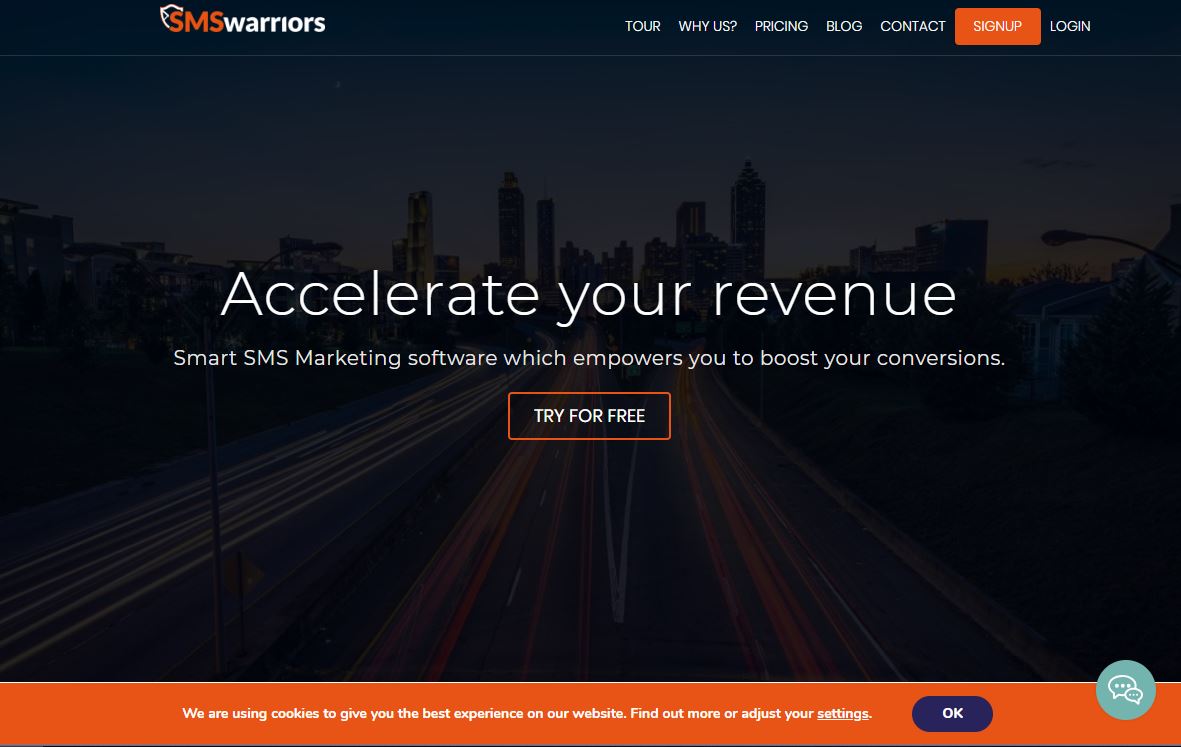 SMSwarriors
TOUR WHY US? PRICING BLOG CONTACT SIGNUP LOGIN
Accelerate your revenue
Smart SMS Marketing software which empowers you to boost your conversions.
TRY FOR FREE
We are using cookies to give you the best experience on our website. Find out more or adjust your settings. OK